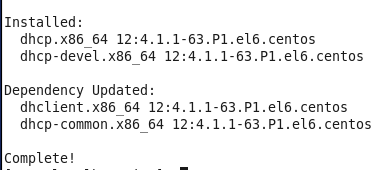 Installed:
dhcp.x86_64 12:4.1.1-63.P1.el6.centos
dhcp-devel.x86_64 12:4.1.1-63.P1.el6.centos
Dependency Updated:
dhclient.x86_64 12:4.1.1-63.P1.el6.centos
dhcp-common.x86_64 12:4.1.1-63.P1.el6.centos
Complete!